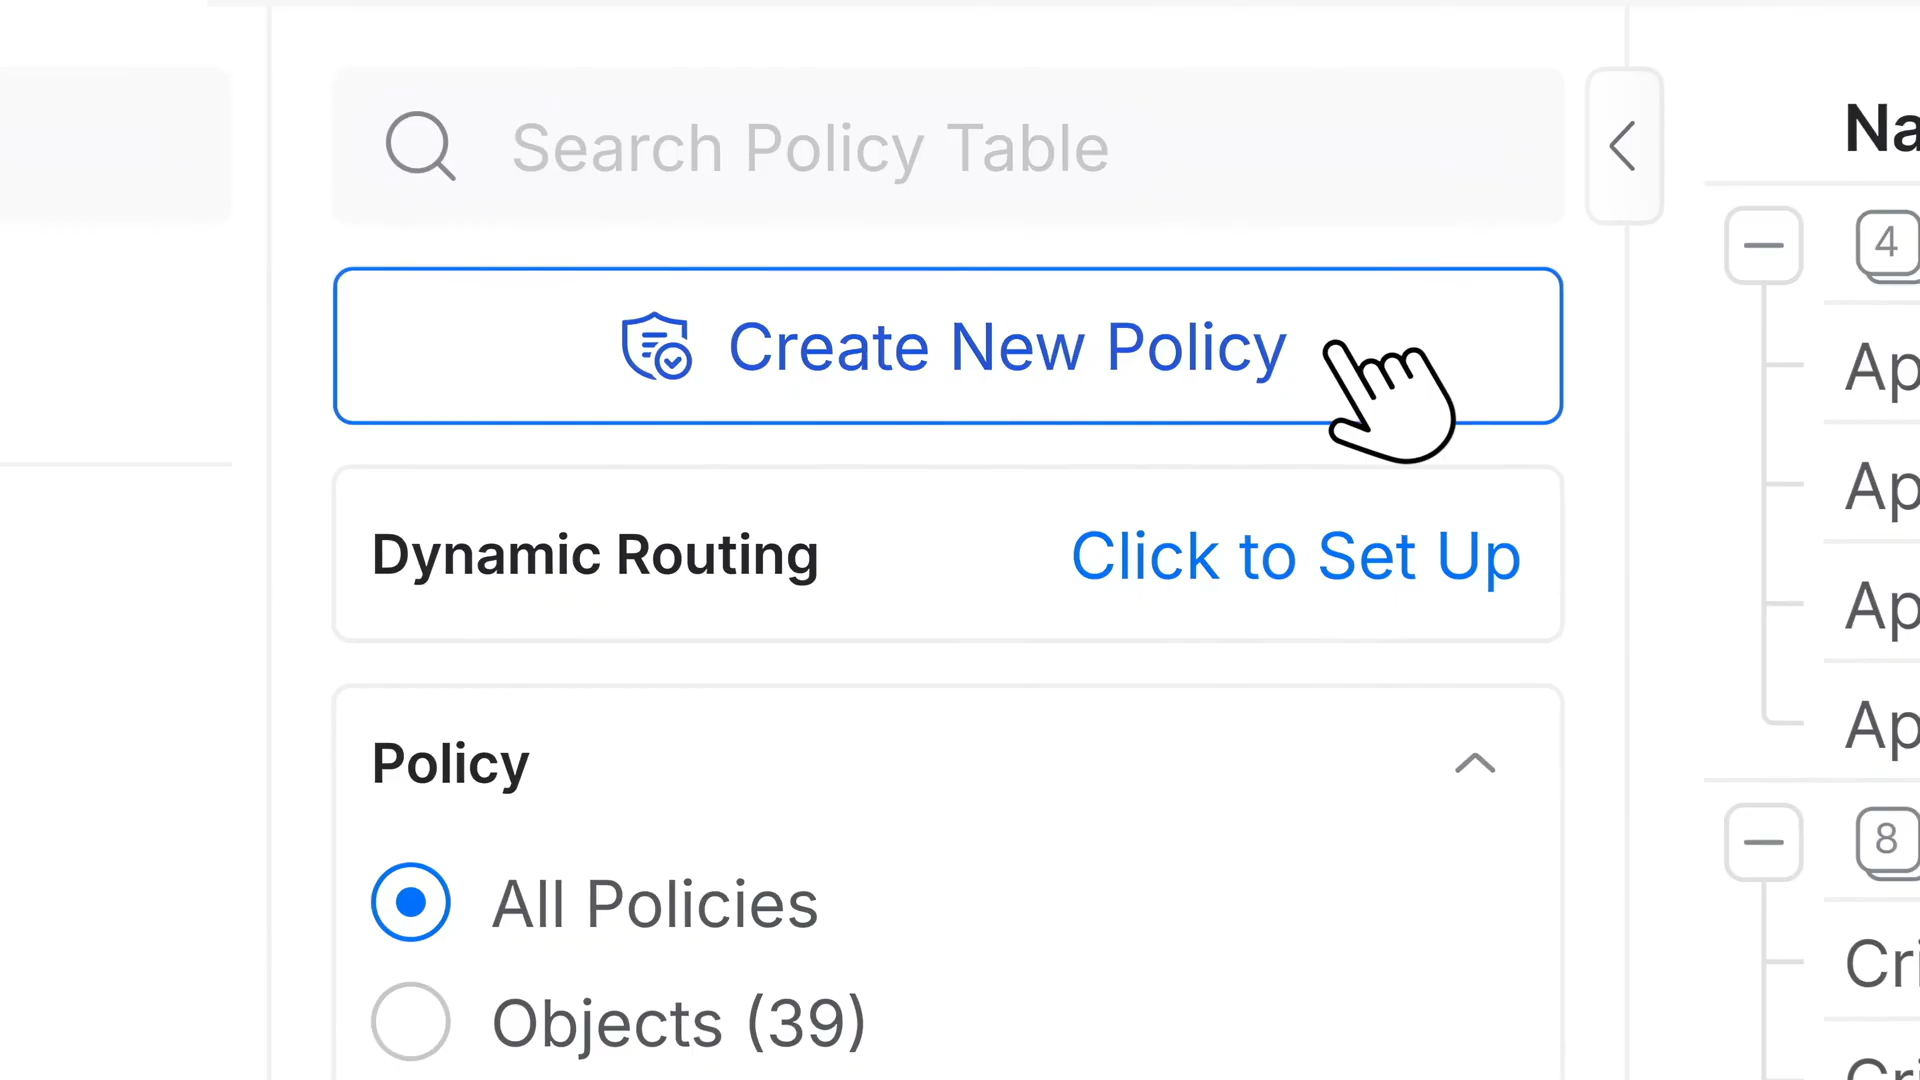 Search Policy Table
Create New Policy
Dynamic Routing
Click to Set Up
Policy
All Policies
Objects (39)
Na
4
Ap
Ap
Ap
Ap
8
Cri